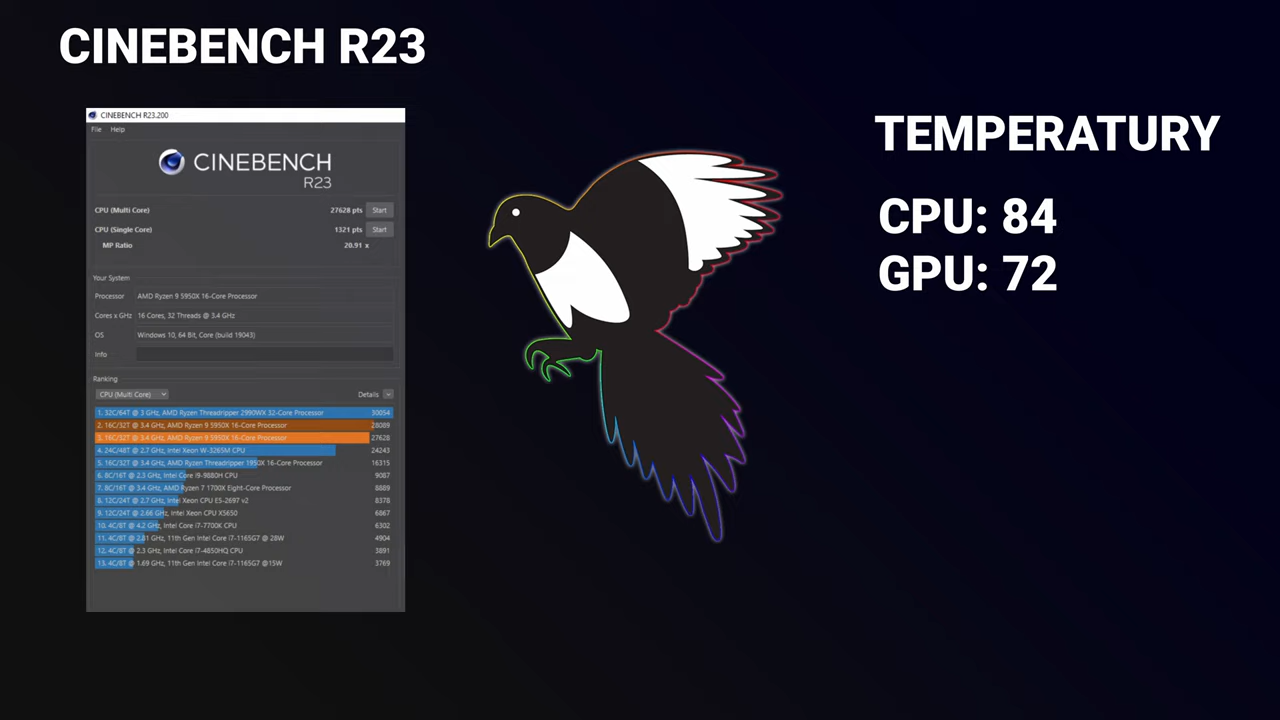 CINEBENCH R23
CINEBENCH R23.200
File Help
CINEBENCH
R23
CPU (Multi Core) 27628 pts Start
CPU (Single Core) 1321 pts Start
MP Ratio 20.91 x
Your System
Processor AMD Ryzen 9 5950X 16-Core Processor
Cores x GHz 16 Cores, 32 Threads @ 3.4 GHz
OS Windows 10, 64 Bit, Core (build 19043)
Info
Ranking
CPU (Multi Core) Details
1. 32C/64T @ 3 GHz, AMD Ryzen Threadripper 2990WX 32-Core Processor 30054
2. 16C/32T @ 3.4 GHz, AMD Ryzen 9 5950X 16-Core Processor 28089
3. 16C/32T @ 3.4 GHz, AMD Ryzen 9 5950X 16-Core Processor 27628
4. 24C/48T @ 2.7 GHz, Intel Xeon W-3265M CPU 24243
5. 16C/32T @ 3.4 GHz, AMD Ryzen Threadripper 1950X 16-Core Processor 16315
6. 8C/16T @ 2.3 GHz, Intel Core i9-9880H CPU 9087
7. 8C/16T @ 3.4 GHz, AMD Ryzen 7 1700X Eight-Core Processor 8889
8. 12C/24T @ 2.7 GHz, Intel Xeon CPU E5-2697 v2 8378
9. 12C/24T @ 2.66 GHz, Intel Xeon CPU X5650 6867
10. 4C/8T @ 4.2 GHz, Intel Core i7-7700K CPU 6302
11. 4C/8T @ 2.81 GHz, 11th Gen Intel Core i7-1165G7 @ 28W 4904
12. 4C/8T @ 2.3 GHz, Intel Core i7-4850HQ CPU 3891
13. 4C/8T @ 1.69 GHz, 11th Gen Intel Core i7-1165G7 @15W 3769
TEMPERATURY
CPU: 84
GPU: 72